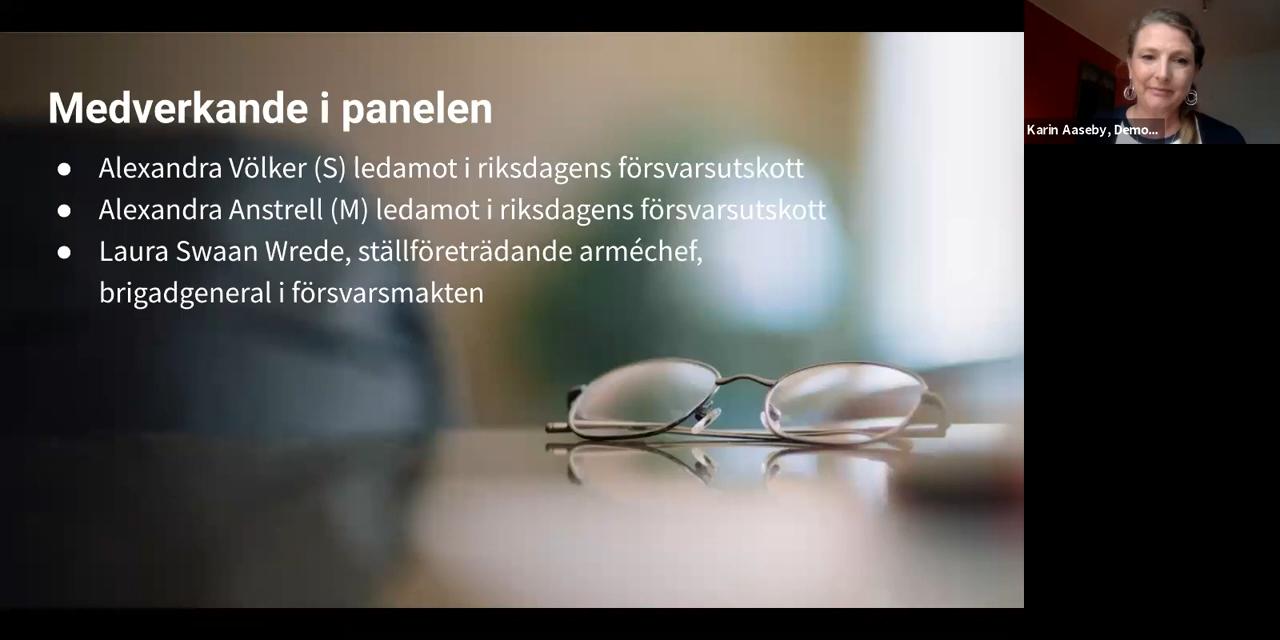 Medverkande i panelen
● Alexandra Völker (S) ledamot i riksdagens försvarsutskott
● Alexandra Anstrell (M) ledamot i riksdagens försvarsutskott
● Laura Swaan Wrede, ställföreträdande arméchef,
brigadgeneral i försvarsmakten
Karin Aaseby, Demo...